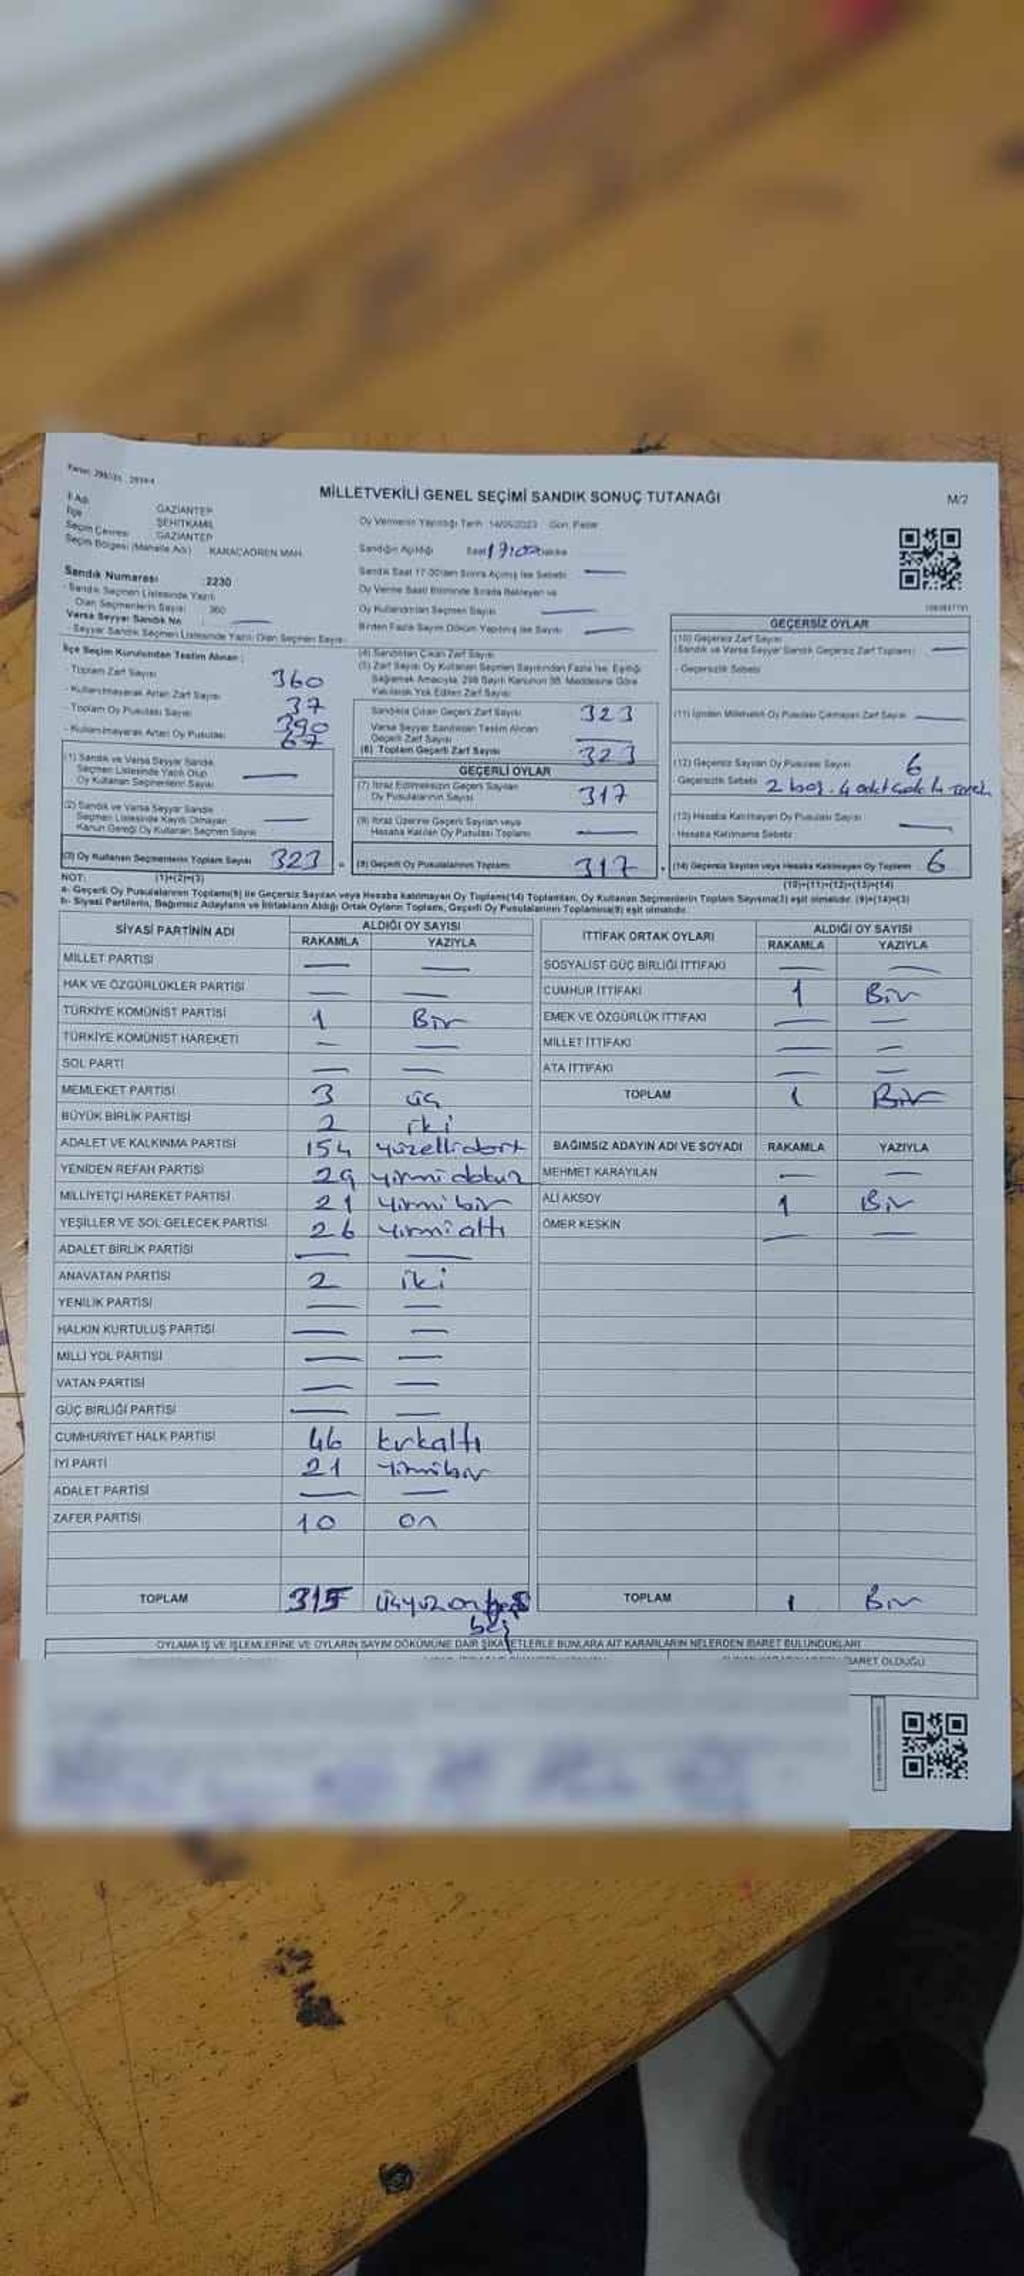 MİLLETVEKİLİ GENEL SEÇİMİ SANDIK SONUÇ TUTANAĞI
M/2
İl Adı GAZİANTEP
İlçe ŞEHİTKAMİL
Seçim Çevresi GAZİANTEP
Seçim Bölgesi (Mahalle Adı) KARACAÖREN MAH.
Sandık Numarası 2230
- Sandık Seçmen Listesinde Yazılı
Olan Seçmenlerin Sayısı 360
Varsa Seyyar Sandık No —
- Seyyar Sandık Seçmen Listesinde Yazılı Olan Seçmen Sayısı
Oy Vermenin Yapıldığı Tarih 14/05/2023 Gün Pazar
Sandığın Açıldığı Saat 17:00
Sandık Saat 17.00'den Sonra Açılmış İse Sebebi —
Oy Verme Saati Bitiminde Sırada Bekleyen ve
Oy Kullandırılan Seçmen Sayısı —
Birden Fazla Sayım Döküm Yapılmış İse Sayısı —
İlçe Seçim Kurulundan Teslim Alınan ;
- Toplam Zarf Sayısı 360
- Kullanılmayarak Artan Zarf Sayısı 37
- Toplam Oy Pusulası Sayısı 390
- Kullanılmayarak Artan Oy Pusulası 67
(1) Sandık ve Varsa Seyyar Sandık
Seçmen Listesinde Yazılı Olup
Oy Kullanan Seçmenlerin Sayısı —
(2) Sandık ve Varsa Seyyar Sandık
Seçmen Listesinde Kayıtlı Olmayan
Kanun Gereği Oy Kullanan Seçmen Sayısı —
(3) Oy Kullanan Seçmenlerin Toplam Sayısı 323
(1)+(2)=(3)
(4) Sandıktan Çıkan Zarf Sayısı
(5) Zarf Sayısı Oy Kullanan Seçmen Sayısından Fazla İse, Eşitliği
Sağlamak Amacıyla, 298 Sayılı Kanunun 98. Maddesine Göre
Yakılarak Yok Edilen Zarf Sayısı
Sandıkta Çıkan Geçerli Zarf Sayısı 323
Varsa Seyyar Sandıktan Teslim Alınan
Geçerli Zarf Sayısı —
(6) Toplam Geçerli Zarf Sayısı 323
GEÇERLİ OYLAR
(7) İtiraz Edilmeksizin Geçerli Sayılan
Oy Pusulalarının Sayısı 317
(8) İtiraz Üzerine Geçerli Sayılan veya
Hesaba Katılan Oy Pusulası Toplamı —
(9) Geçerli Oy Pusulalarının Toplamı 317
GEÇERSİZ OYLAR
(10) Geçersiz Zarf Sayısı
(Sandık ve Varsa Seyyar Sandık Geçersiz Zarf Toplamı) —
- Geçersizlik Sebebi
(11) İçinden Milletvekili Oy Pusulası Çıkmayan Zarf Sayısı —
(12) Geçersiz Sayılan Oy Pusulası Sayısı 6
- Geçersizlik Sebebi 2 boş. 4 adet
(13) Hesaba Katılmayan Oy Pusulası Sayısı —
- Hesaba Katılmama Sebebi
(14) Geçersiz Sayılan veya Hesaba Katılmayan Oy Toplamı 6
(10)+(11)+(12)+(13)=(14)
NOT:
a- Geçerli Oy Pusulalarının Toplamı(9) ile Geçersiz Sayılan veya Hesaba katılmayan Oy Toplamı(14) Toplamları, Oy Kullanan Seçmenlerin Toplam Sayısına(3) eşit olmalıdır. (9)+(14)=(3)
b- Siyasi Partilerin, Bağımsız Adayların ve İttifakların Aldığı Ortak Oyların Toplamı, Geçerli Oy Pusulalarının Toplamına(9) eşit olmalıdır.
SİYASİ PARTİNİN ADI ALDIĞI OY SAYISI
RAKAMLA YAZIYLA
MİLLET PARTİSİ — —
HAK VE ÖZGÜRLÜKLER PARTİSİ — —
TÜRKİYE KOMÜNİST PARTİSİ 1 Bir
TÜRKİYE KOMÜNİST HAREKETİ — —
SOL PARTİ — —
MEMLEKET PARTİSİ 3 üç
BÜYÜK BİRLİK PARTİSİ 2 iki
ADALET VE KALKINMA PARTİSİ 154 yüzellidört
YENİDEN REFAH PARTİSİ 29 yirmi dokuz
MİLLİYETÇİ HAREKET PARTİSİ 21 yirmi bir
YEŞİLLER VE SOL GELECEK PARTİSİ 26 yirmi altı
ADALET BİRLİK PARTİSİ — —
ANAVATAN PARTİSİ 2 iki
YENİLİK PARTİSİ — —
HALKIN KURTULUŞ PARTİSİ — —
MİLLİ YOL PARTİSİ — —
VATAN PARTİSİ — —
GÜÇ BİRLİĞİ PARTİSİ — —
CUMHURİYET HALK PARTİSİ 46 kırkaltı
İYİ PARTİ 21 yirmibir
ADALET PARTİSİ — —
ZAFER PARTİSİ 10 on
TOPLAM 315 üçyüz on beş
beş
İTTİFAK ORTAK OYLARI ALDIĞI OY SAYISI
RAKAMLA YAZIYLA
SOSYALİST GÜÇ BİRLİĞİ İTTİFAKI — —
CUMHUR İTTİFAKI 1 Bir
EMEK VE ÖZGÜRLÜK İTTİFAKI — —
MİLLET İTTİFAKI — —
ATA İTTİFAKI — —
TOPLAM 1 Bir
BAĞIMSIZ ADAYIN ADI VE SOYADI RAKAMLA YAZIYLA
MEHMET KARAYILAN — —
ALİ AKSOY 1 Bir
ÖMER KESKİN — —
TOPLAM 1 Bir
OYLAMA İŞ VE İŞLEMLERİNE VE OYLARIN SAYIM DÖKÜMÜNE DAİR ŞİKAYETLERLE BUNLARA AİT KARARLARIN NELERDEN İBARET BULUNDUKLARI
İBARET OLDUĞU